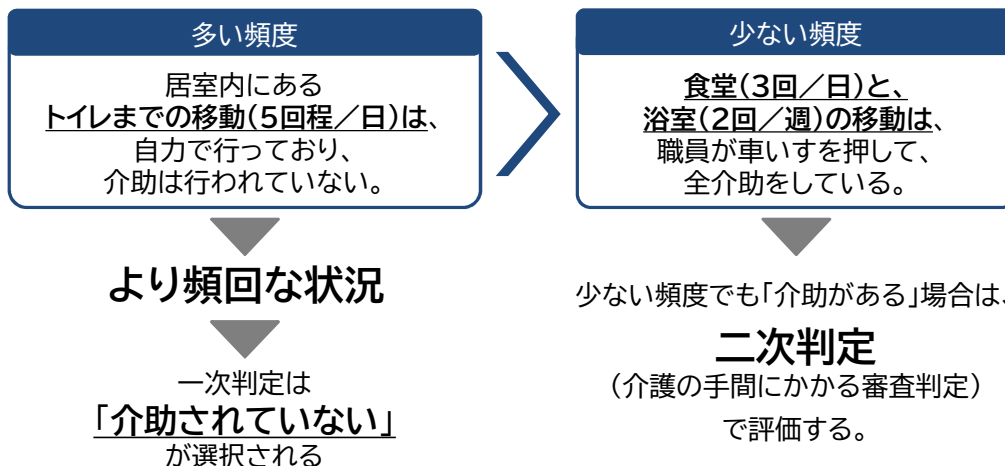 多い頻度
居室内にある
トイレまでの移動（5回程／日）は、
自力で行っており、
介助は行われていない。
より頻回な状況
一次判定は
「介助されていない」
が選択される
少ない頻度
食堂（3回／日）と、
浴室（2回／週）の移動は、
職員が車いすを押して、
全介助をしている。
少ない頻度でも「介助がある」場合は、
二次判定
（介護の手間にかかる審査判定）
で評価する。